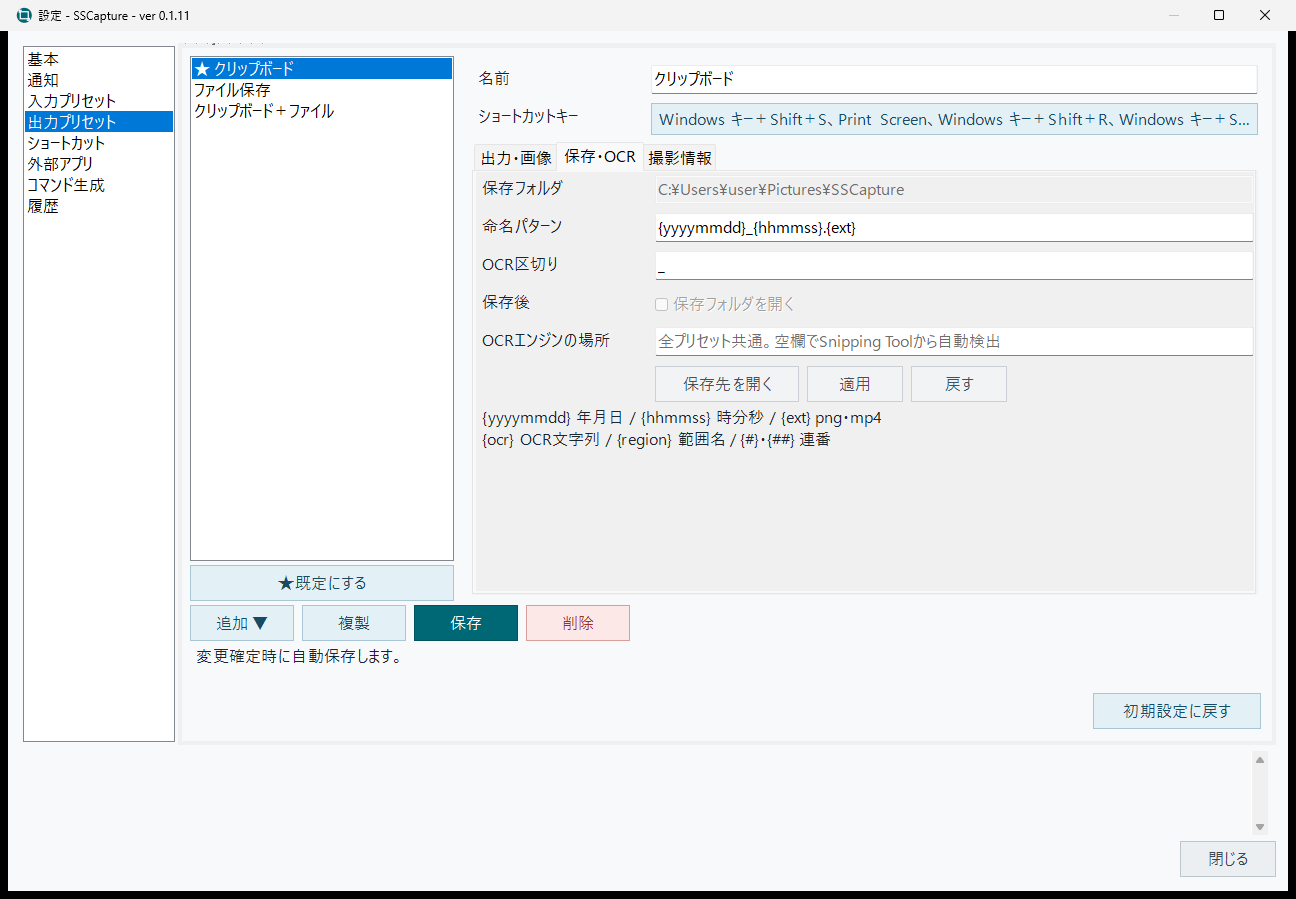 設定 - SSCapture - ver 0.1.11
基本
通知
入力プリセット
出力プリセット
ショートカット
外部アプリ
コマンド生成
履歴
★ クリップボード
ファイル保存
クリップボード＋ファイル
★既定にする
追加 ▼
複製
保存
削除
変更確定時に自動保存します。
名前
クリップボード
ショートカットキー
Windows キー＋Shift＋S、Print Screen、Windows キー＋Shift＋R、Windows キー＋S...
出力・画像
保存・OCR
撮影情報
保存フォルダ
C:¥Users¥user¥Pictures¥SSCapture
命名パターン
{yyyymmdd}_{hhmmss}.{ext}
OCR区切り
_
保存後
保存フォルダを開く
OCRエンジンの場所
全プリセット共通。空欄でSnipping Toolから自動検出
保存先を開く
適用
戻す
{yyyymmdd} 年月日 / {hhmmss} 時分秒 / {ext} png・mp4
{ocr} OCR文字列 / {region} 範囲名 / {#}・{##} 連番
初期設定に戻す
閉じる